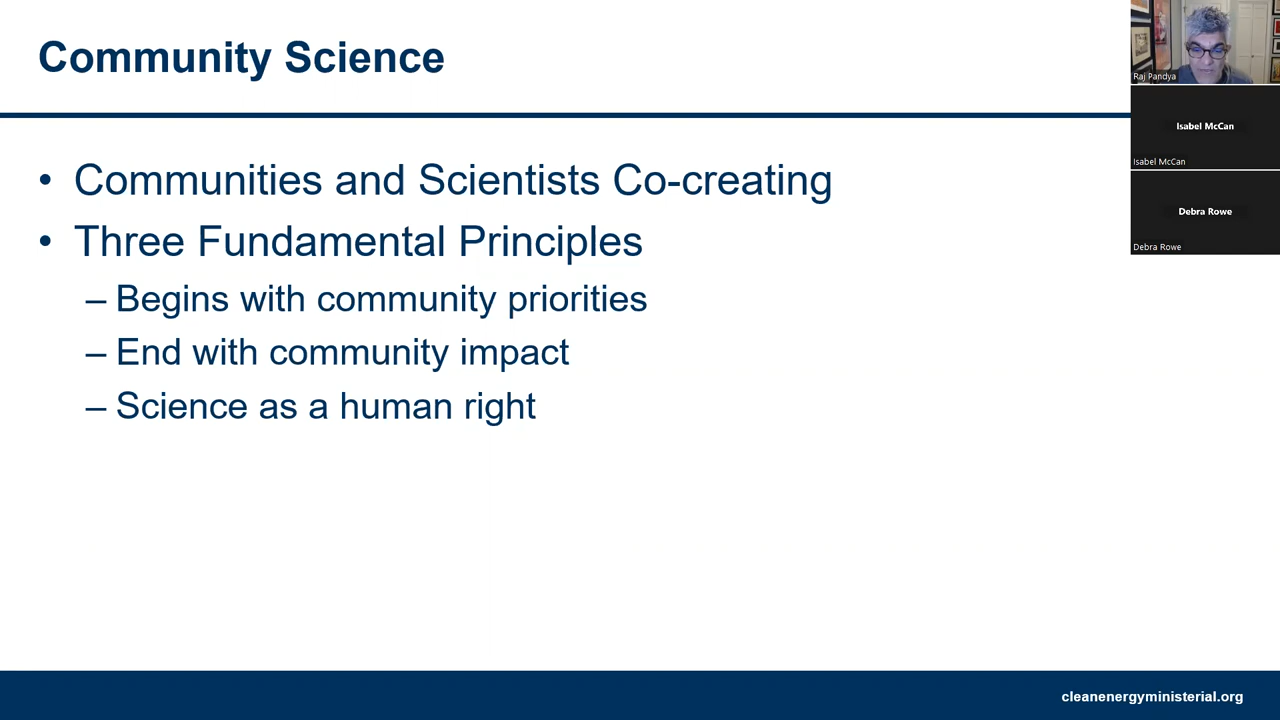 Community Science
• Communities and Scientists Co-creating
• Three Fundamental Principles
– Begins with community priorities
– End with community impact
– Science as a human right
Raj Pandya
Isabel McCan
Isabel McCan
Debra Rowe
Debra Rowe
cleanenergyministerial.org